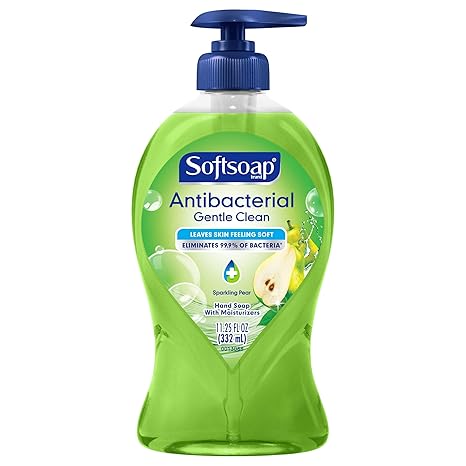 Softsoap®
brand
Antibacterial
Gentle Clean
LEAVES SKIN FEELING SOFT
ELIMINATES 99.9% OF BACTERIA*
Sparkling Pear
Hand Soap
With Moisturizers
11.25 FL OZ
(332 mL)